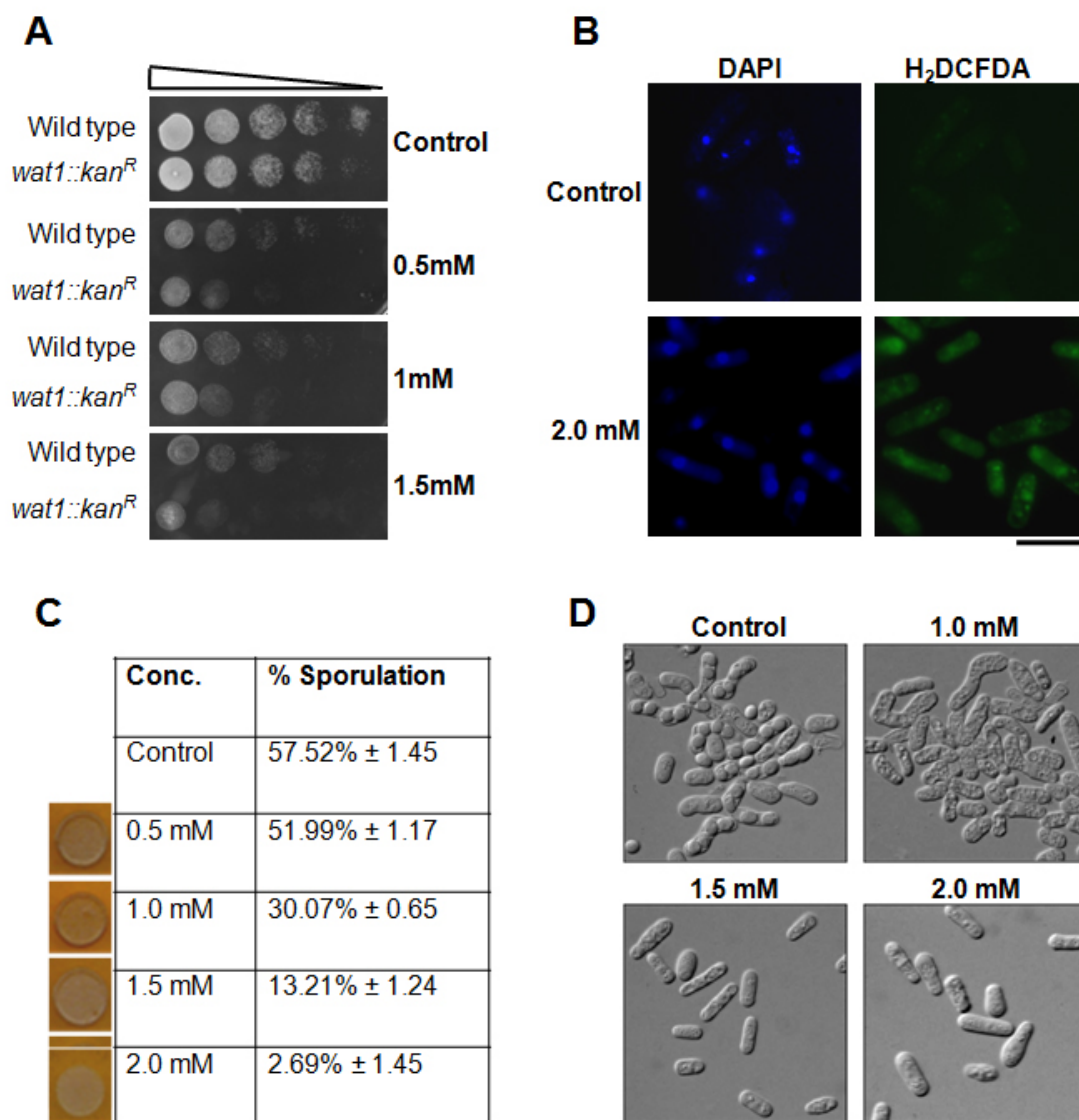 A
Wild type
wat1::kanR
Control
Wild type
wat1::kanR
0.5mM
Wild type
wat1::kanR
1mM
Wild type
wat1::kanR
1.5mM
B
DAPI
H2DCFDA
Control
2.0 mM
C
Conc.
% Sporulation
Control
57.52% ± 1.45
0.5 mM
51.99% ± 1.17
1.0 mM
30.07% ± 0.65
1.5 mM
13.21% ± 1.24
2.0 mM
2.69% ± 1.45
D
Control
1.0 mM
1.5 mM
2.0 mM